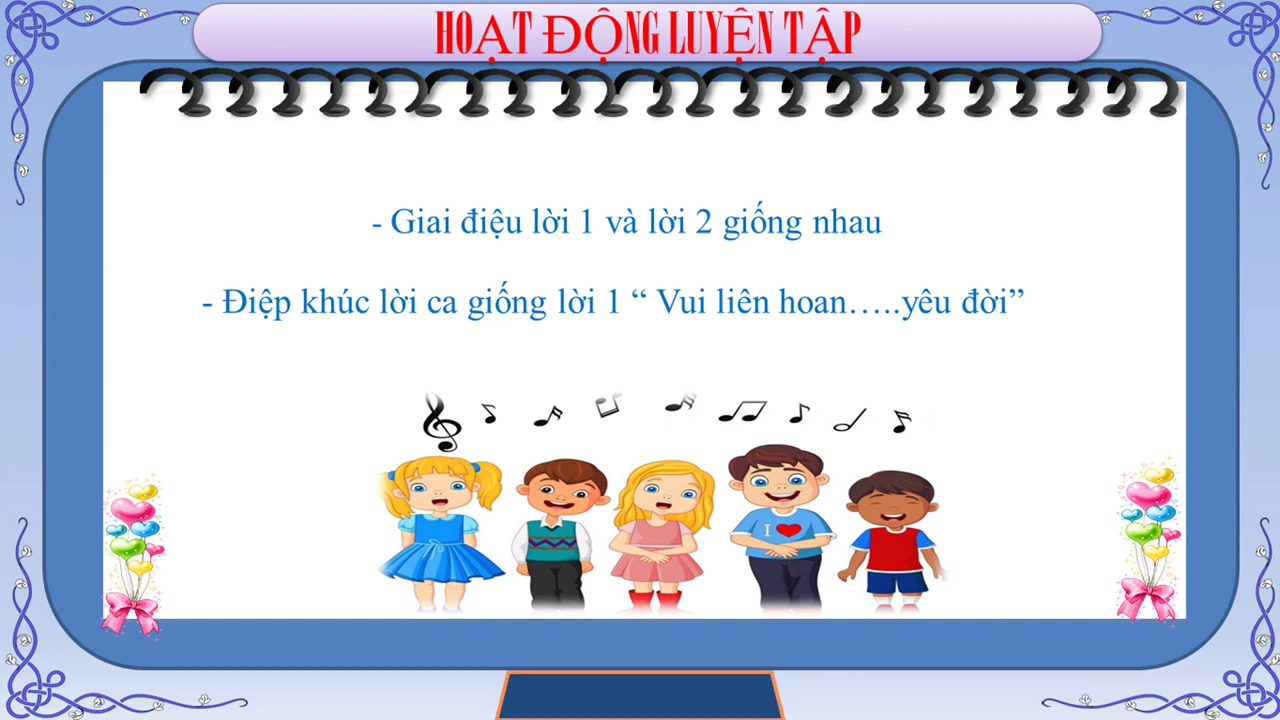 HOẠT ĐỘNG LUYỆN TẬP
- Giai điệu lời 1 và lời 2 giống nhau
- Điệp khúc lời ca giống lời 1 “ Vui liên hoan…..yêu đời”
I